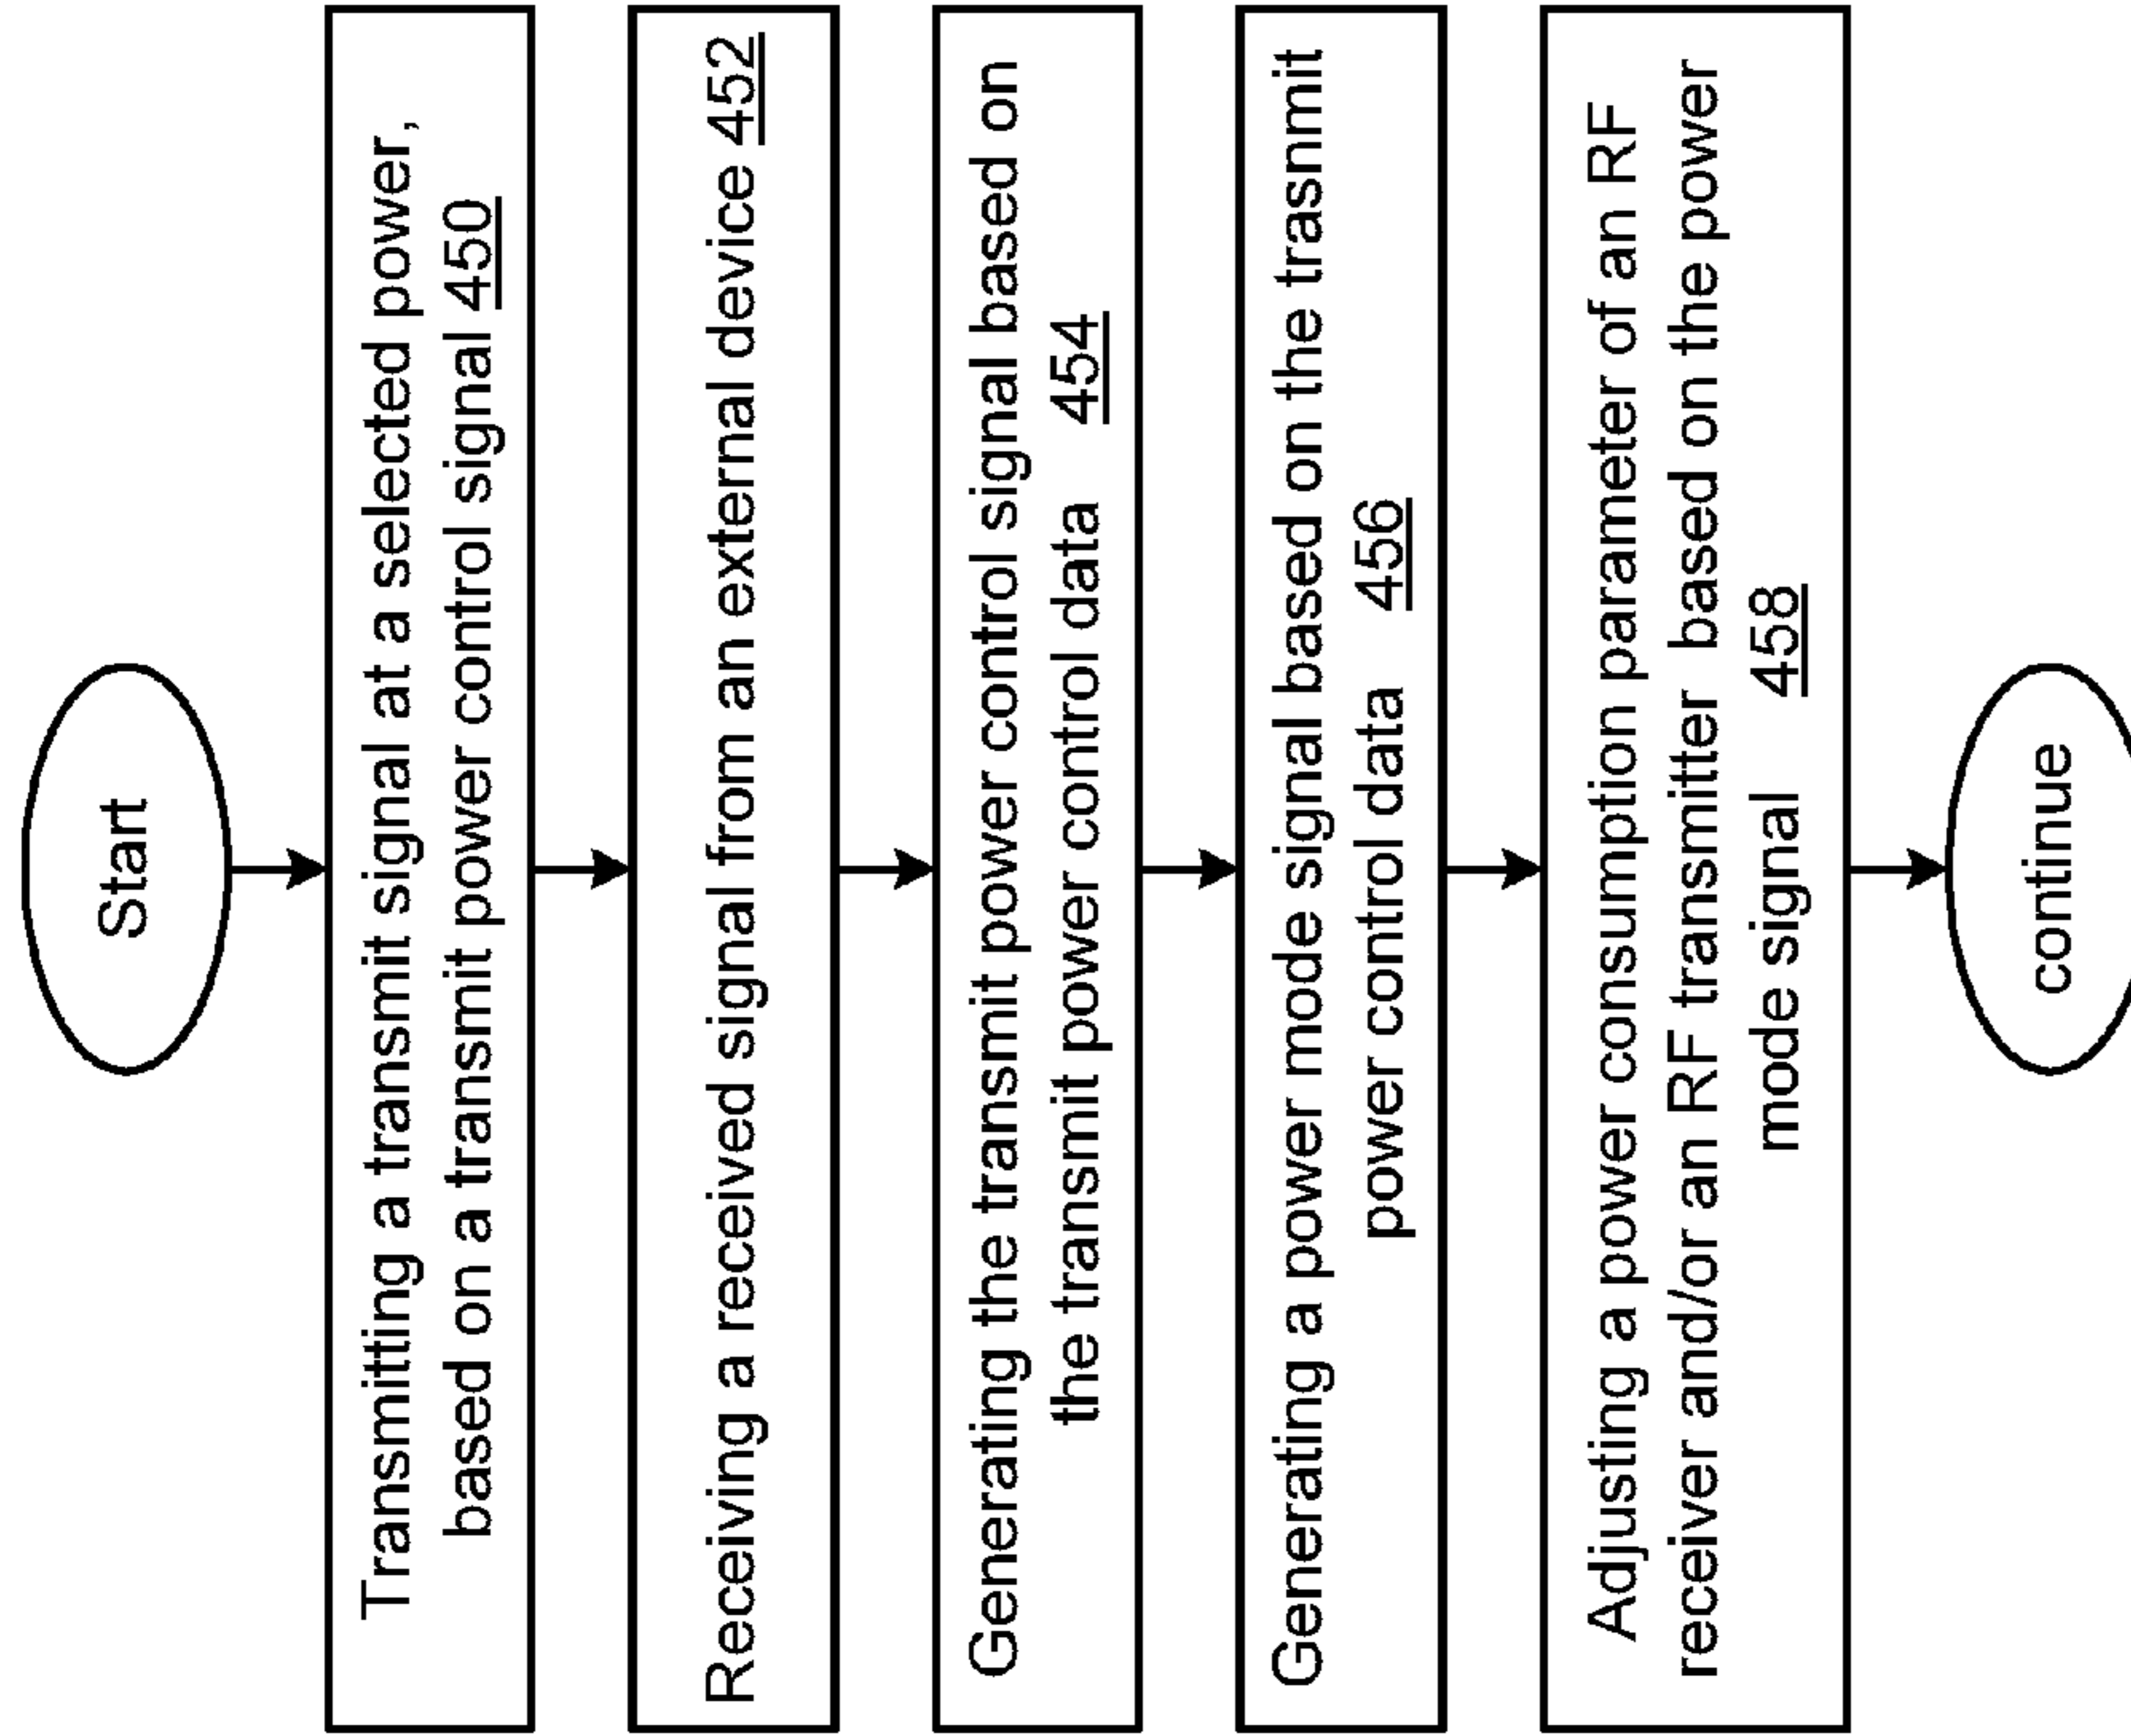 Start
Transmitting a transmit signal at a selected power,
based on a transmit power control signal 450
Receiving a received signal from an external device 452
Generating the transmit power control signal based on
the transmit power control data 454
Generating a power mode signal based on the trasnmit
power control data 456
Adjusting a power consumption parameter of an RF
receiver and/or an RF transmitter based on the power
mode signal 458
continue